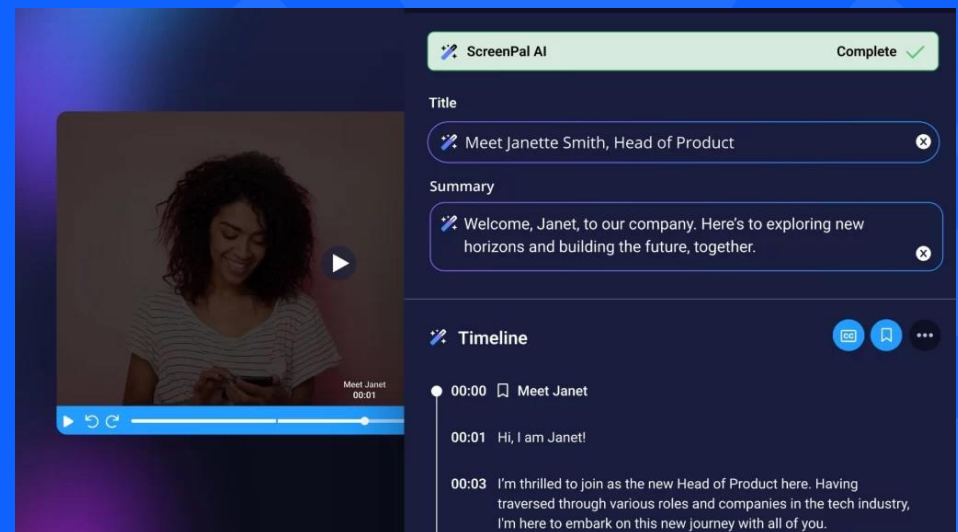 ScreenPal AI
Complete
Title
Meet Janette Smith, Head of Product
Summary
Welcome, Janet, to our company. Here’s to exploring new
horizons and building the future, together.
Timeline
CC
00:00 Meet Janet
00:01 Hi, I am Janet!
00:03 I’m thrilled to join as the new Head of Product here. Having
traversed through various roles and companies in the tech industry,
I'm here to embark on this new journey with all of you.
Meet Janet
00:01